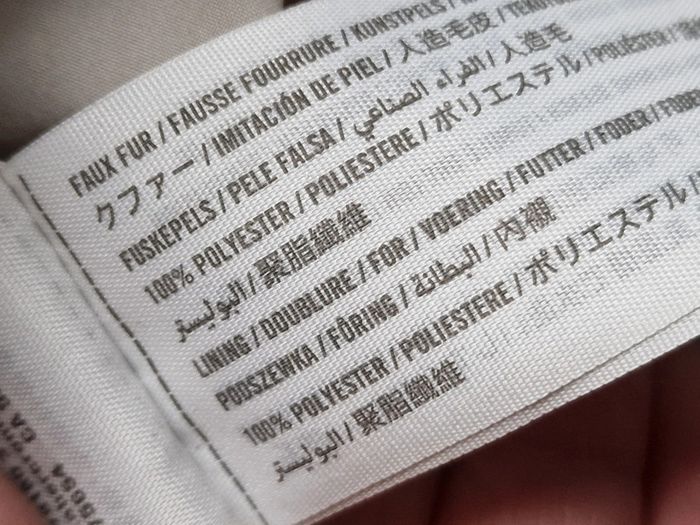 FAUX FUR / FAUSSE FOURRURE / KUNSTPELS /
クファー / IMITACIÓN DE PIEL / 人造毛皮 /
FUSKEPELS / PELE FALSA / الفراء الصناعي / 人造毛
100% POLYESTER / POLIESTERE / ポリエステル / POLIÉSTER /
البوليستر / 聚脂纖維
LINING / DOUBLURE / FOR / VOERING / FUTTER / FODER /
PODSZEWKA / FÔRING / البطانة / 內襯
100% POLYESTER / POLIESTERE / ポリエステル /
البوليستر / 聚脂纖維